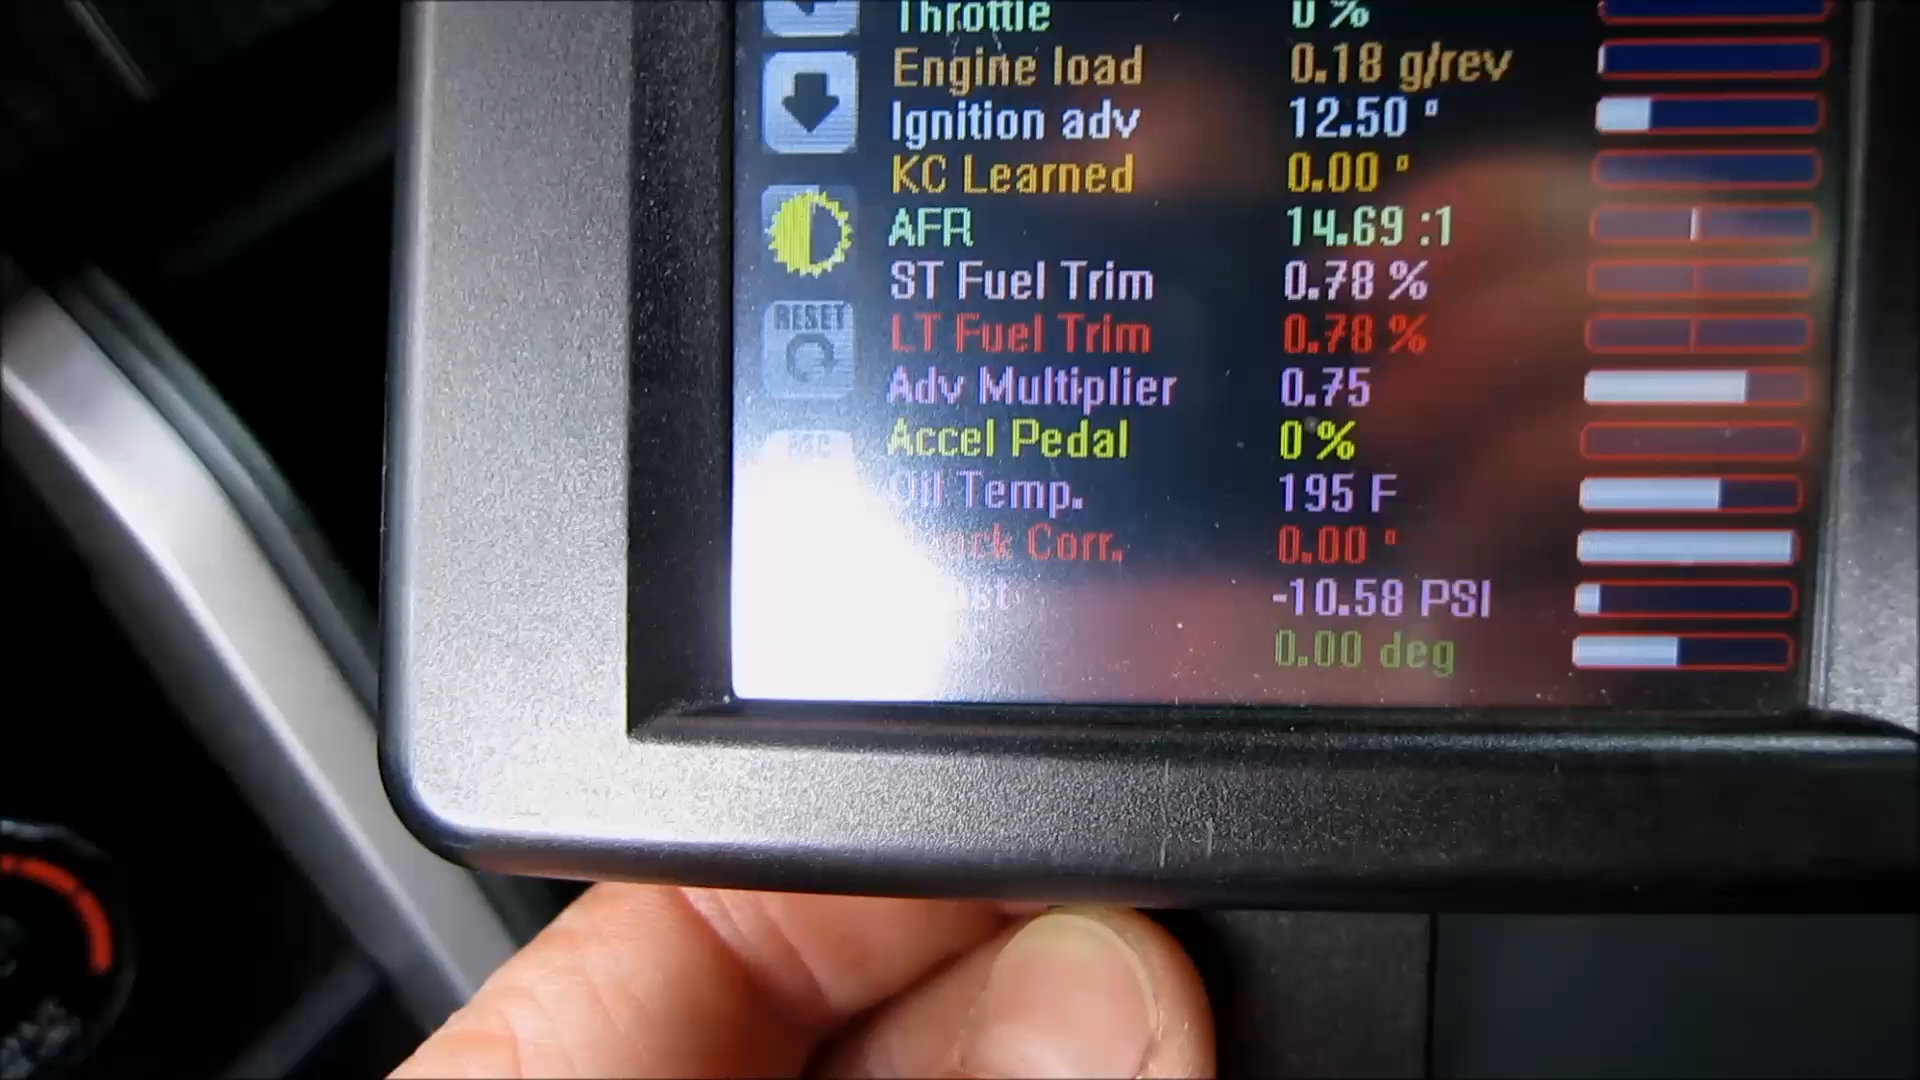 Throttle 0 %
Engine load 0.18 g/rev
Ignition adv 12.50 °
KC Learned 0.00 °
AFR 14.69 :1
ST Fuel Trim 0.78 %
RESET
LT Fuel Trim 0.78 %
Adv Multiplier 0.75
Accel Pedal 0 %
Oil Temp. 195 F
Corr. 0.00 °
-10.58 PSI
0.00 deg